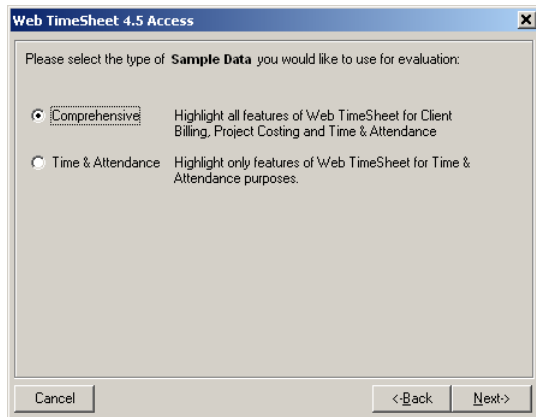 Web TimeSheet 4.5 Access
Please select the type of Sample Data you would like to use for evaluation:
Comprehensive
Highlight all features of Web TimeSheet for Client
Billing, Project Costing and Time & Attendance
Time & Attendance
Highlight only features of Web TimeSheet for Time &
Attendance purposes.
Cancel
<-Back
Next->